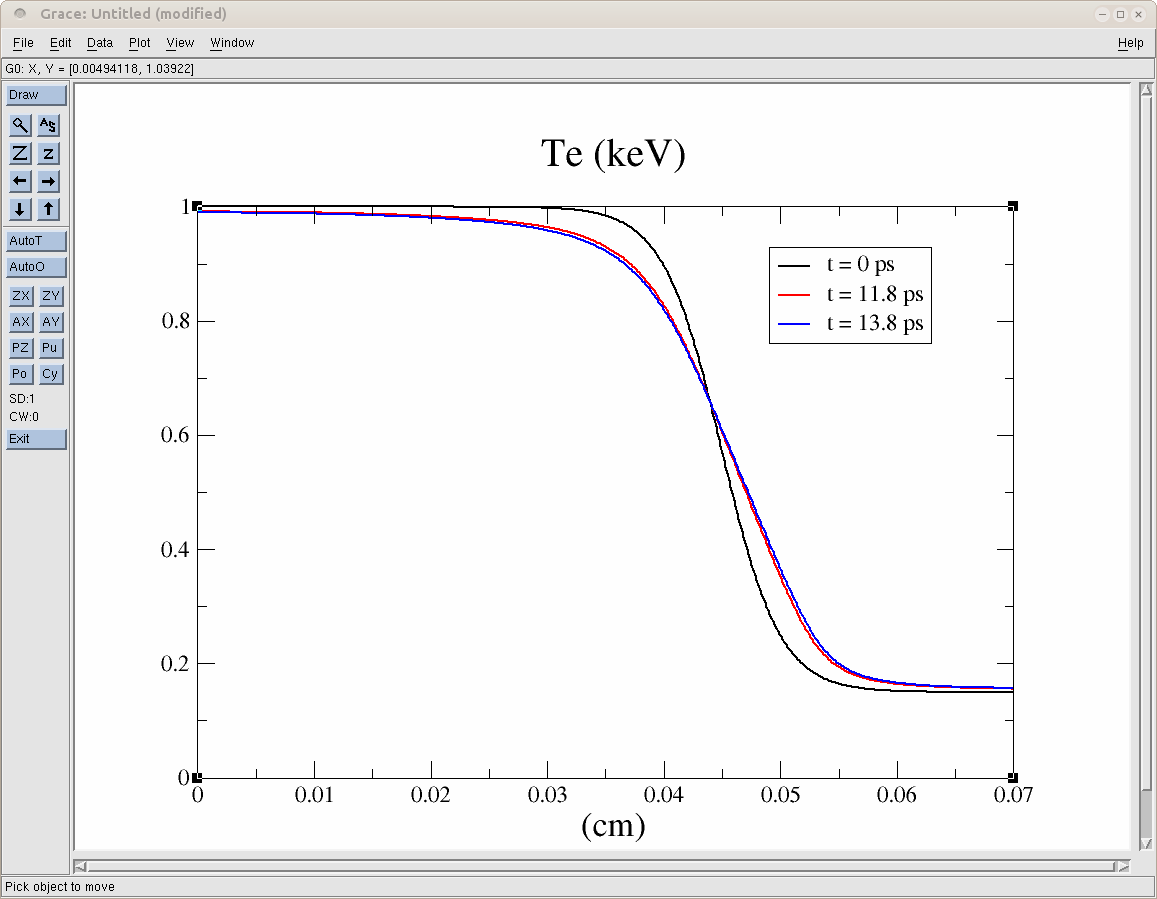 Grace: Untitled (modified)
File Edit Data Plot View Window Help
G0: X, Y = [0.00494118, 1.03922]
Draw
AS
Z z
AutoT
AutoO
ZX ZY
AX AY
PZ Pu
Po Cy
SD:1
CW:0
Exit
Te (keV)
1
0.8
0.6
0.4
0.2
0
t = 0 ps
t = 11.8 ps
t = 13.8 ps
0 0.01 0.02 0.03 0.04 0.05 0.06 0.07
(cm)
Pick object to move